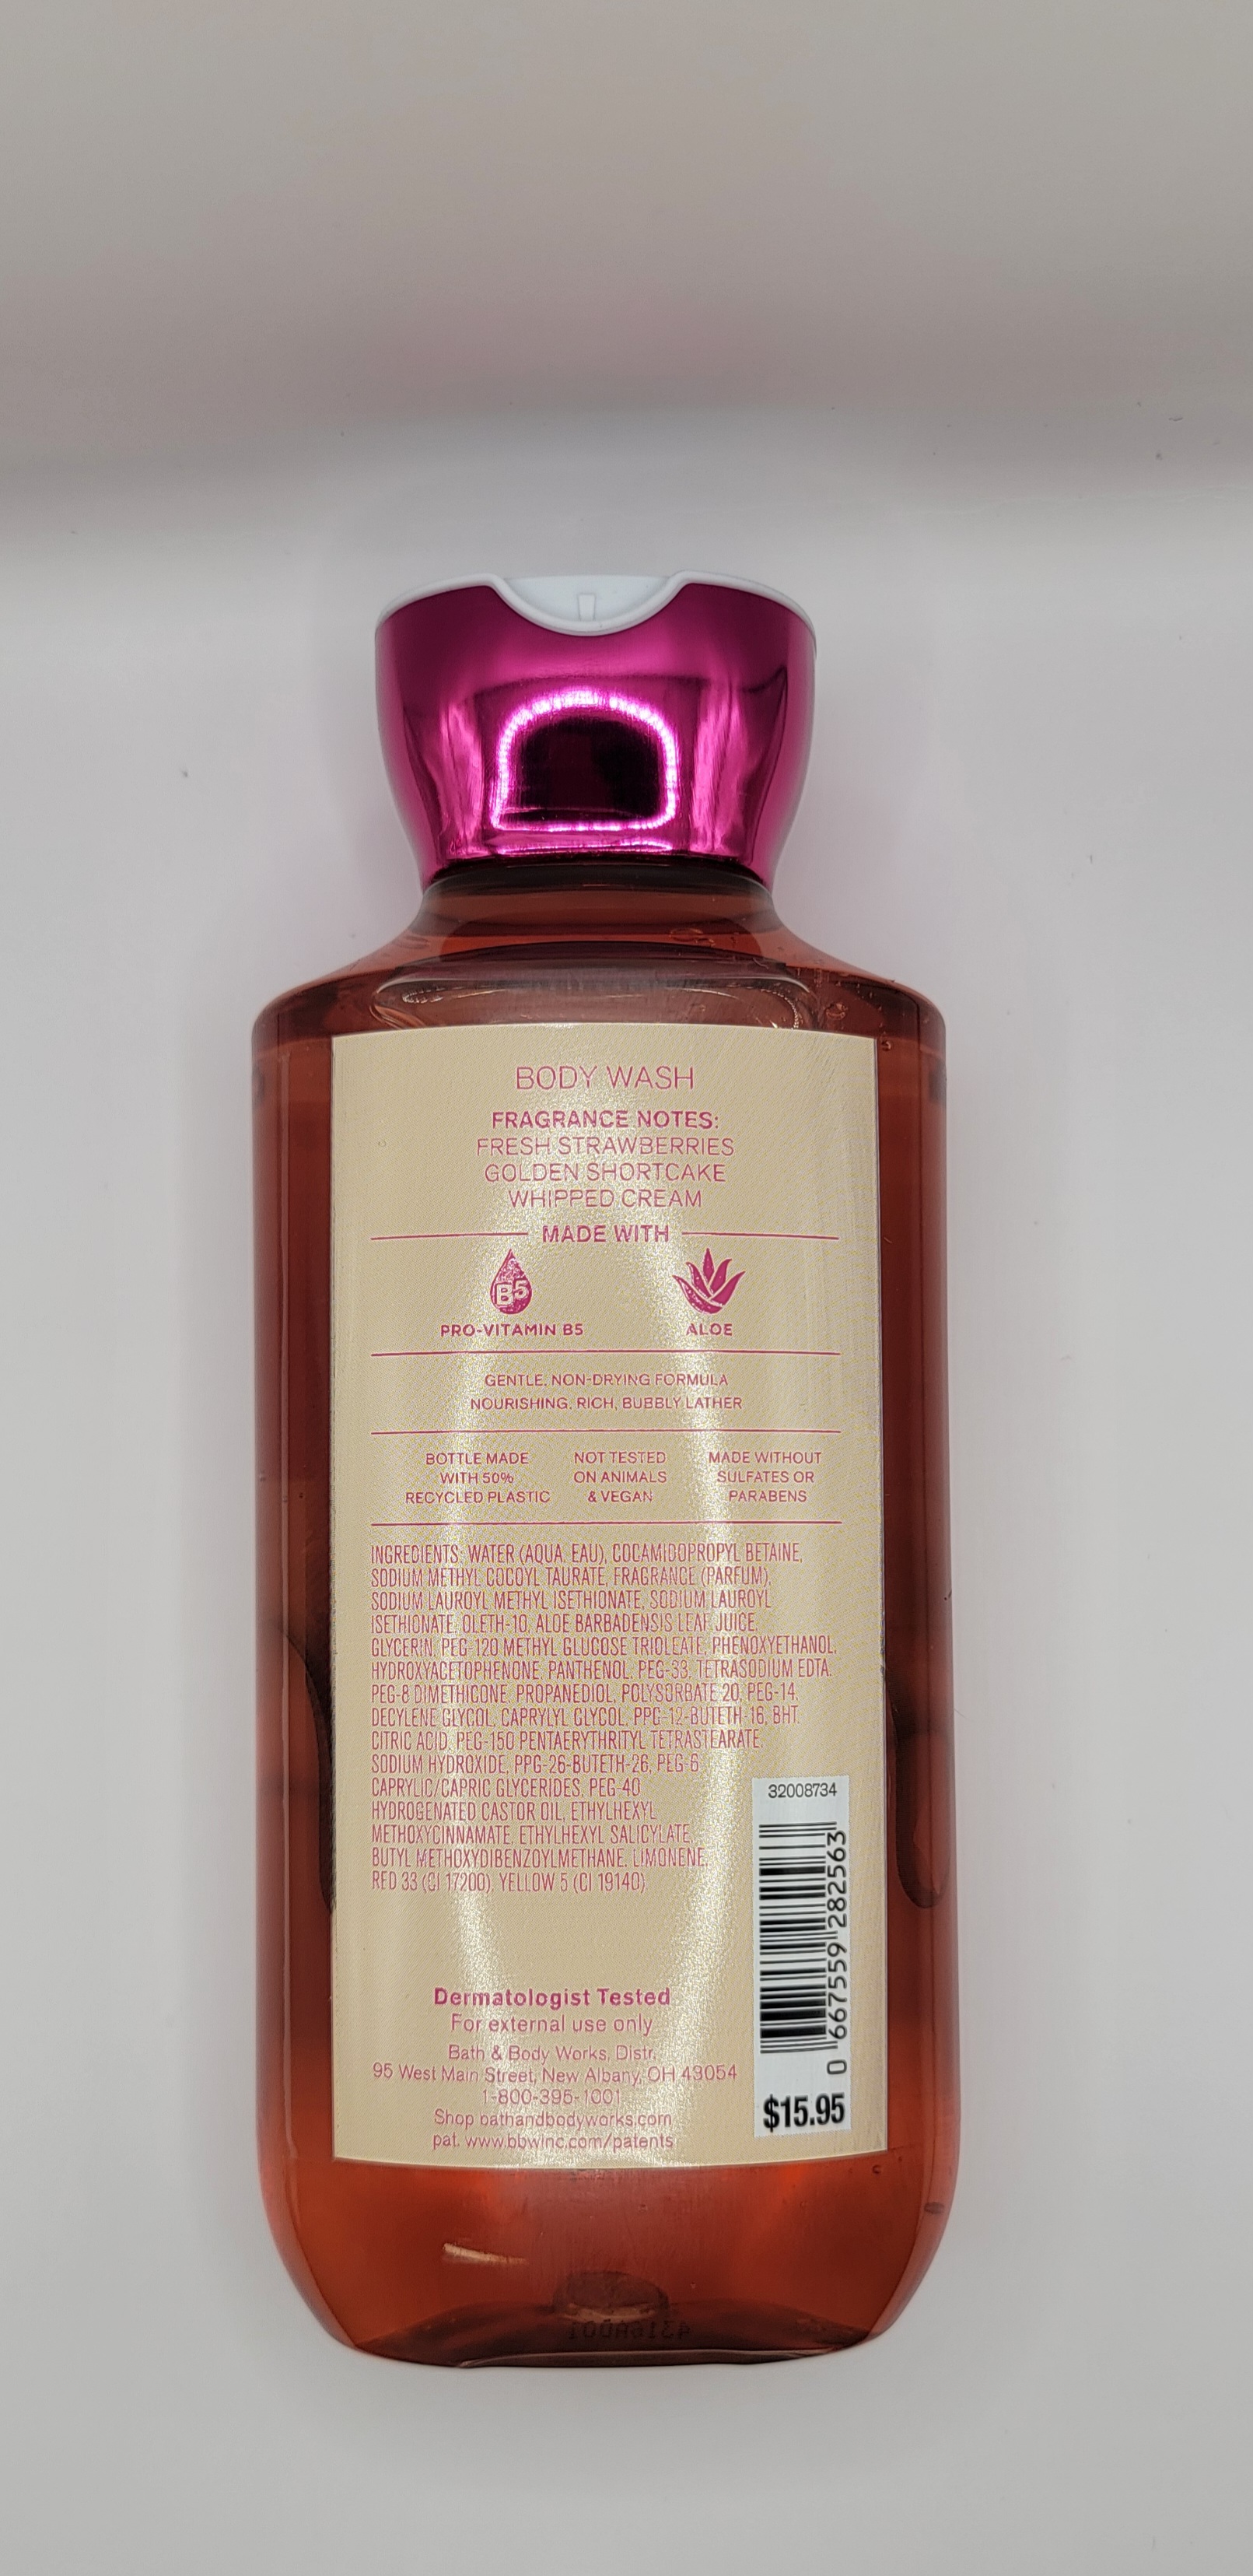 BODY WASH
FRAGRANCE NOTES:
FRESH STRAWBERRIES
GOLDEN SHORTCAKE
WHIPPED CREAM
MADE WITH
B5
PRO-VITAMIN B5 ALOE
GENTLE, NON-DRYING FORMULA
NOURISHING, RICH, BUBBLY LATHER
BOTTLE MADE
WITH 50%
RECYCLED PLASTIC
NOT TESTED
ON ANIMALS
& VEGAN
MADE WITHOUT
SULFATES OR
PARABENS
INGREDIENTS: WATER (AQUA, EAU), COCAMIDOPROPYL BETAINE,
SODIUM METHYL COCOYL TAURATE, FRAGRANCE (PARFUM),
SODIUM LAUROYL METHYL ISETHIONATE, SODIUM LAUROYL
ISETHIONATE, OLETH-10, ALOE BARBADENSIS LEAF JUICE,
GLYCERIN, PEG-120 METHYL GLUCOSE TRIOLEATE, PHENOXYETHANOL,
HYDROXYACETOPHENONE, PANTHENOL, PEG-33, TETRASODIUM EDTA,
PEG-8 DIMETHICONE, PROPANEDIOL, POLYSORBATE 20, PEG-14,
DECYLENE GLYCOL, CAPRYLYL GLYCOL, PPG-12-BUTETH-16, BHT,
CITRIC ACID, PEG-150 PENTAERYTHRITYL TETRASTEARATE,
SODIUM HYDROXIDE, PPG-26-BUTETH-26, PEG-6
CAPRYLIC/CAPRIC GLYCERIDES, PEG-40
HYDROGENATED CASTOR OIL, ETHYLHEXYL
METHOXYCINNAMATE, ETHYLHEXYL SALICYLATE,
BUTYL METHOXYDIBENZOYLMETHANE, LIMONENE,
RED 33 (CI 17200), YELLOW 5 (CI 19140).
Dermatologist Tested
For external use only
Bath & Body Works, Distr.
95 West Main Street, New Albany, OH 43054
1-800-395-1001
Shop bathandbodyworks.com
pat. www.bbwinc.com/patents
32008734
0 667559 282563
$15.95